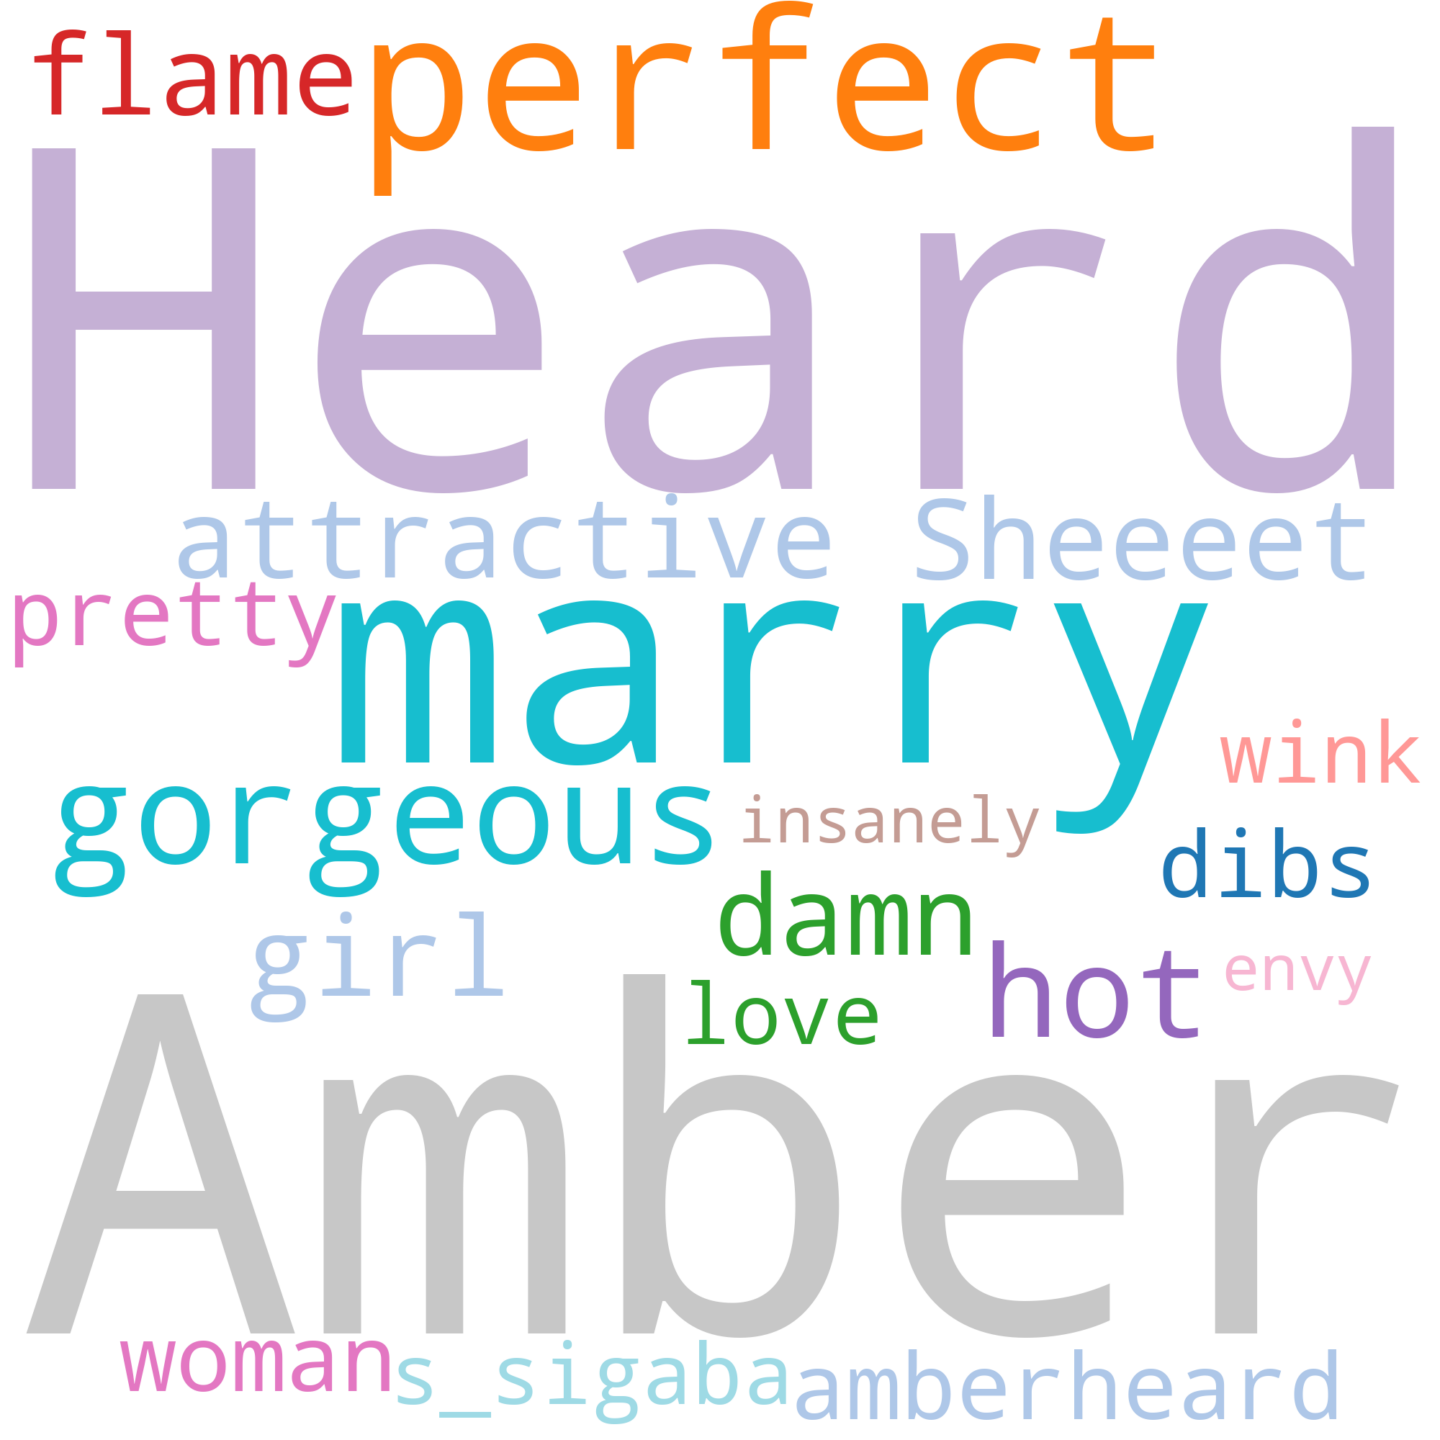 flame perfect
Heard
attractive Sheeeet
pretty marry
wink
gorgeous insanely
dibs
damn
girl love hot envy
Amber
woman s_sigaba amberheard